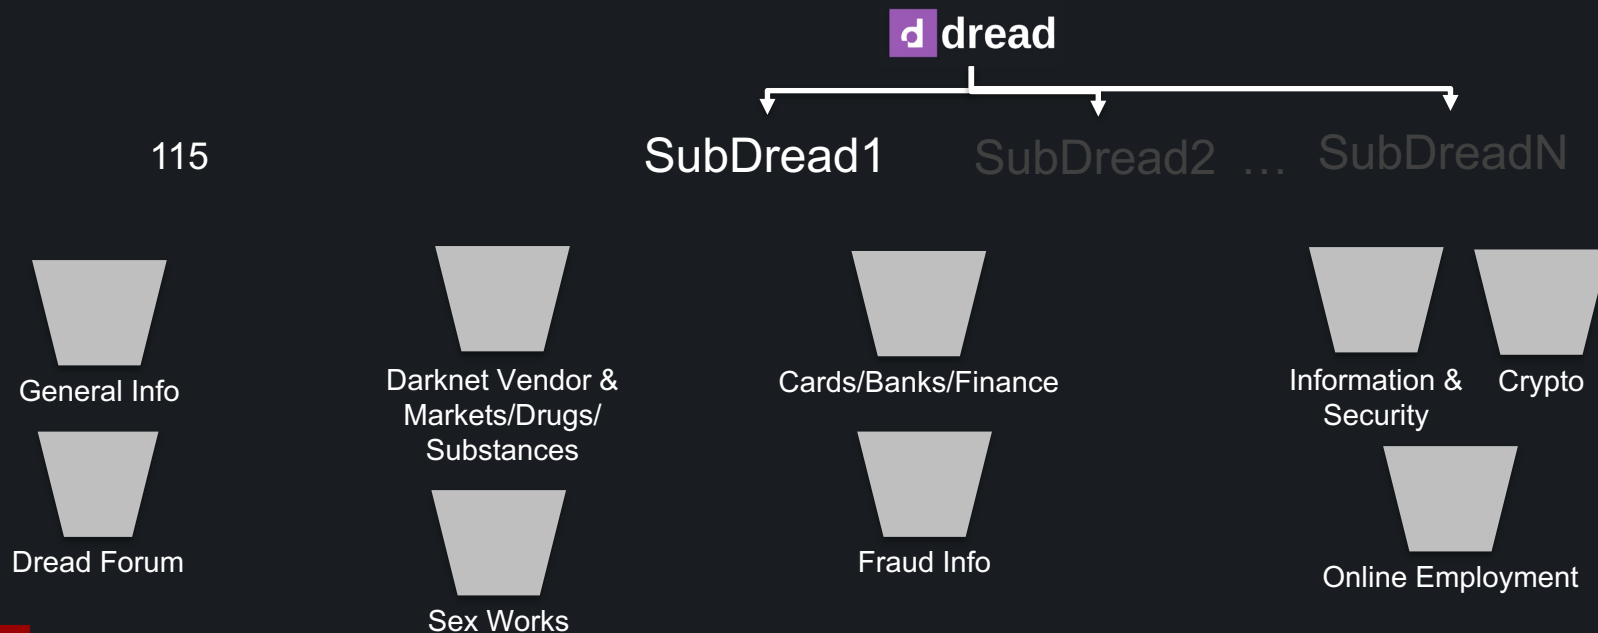 d dread
115
SubDread1
SubDread2
...
SubDreadN
General Info
Darknet Vendor &
Markets/Drugs/
Substances
Cards/Banks/Finance
Information &
Security
Crypto
Dread Forum
Sex Works
Fraud Info
Online Employment